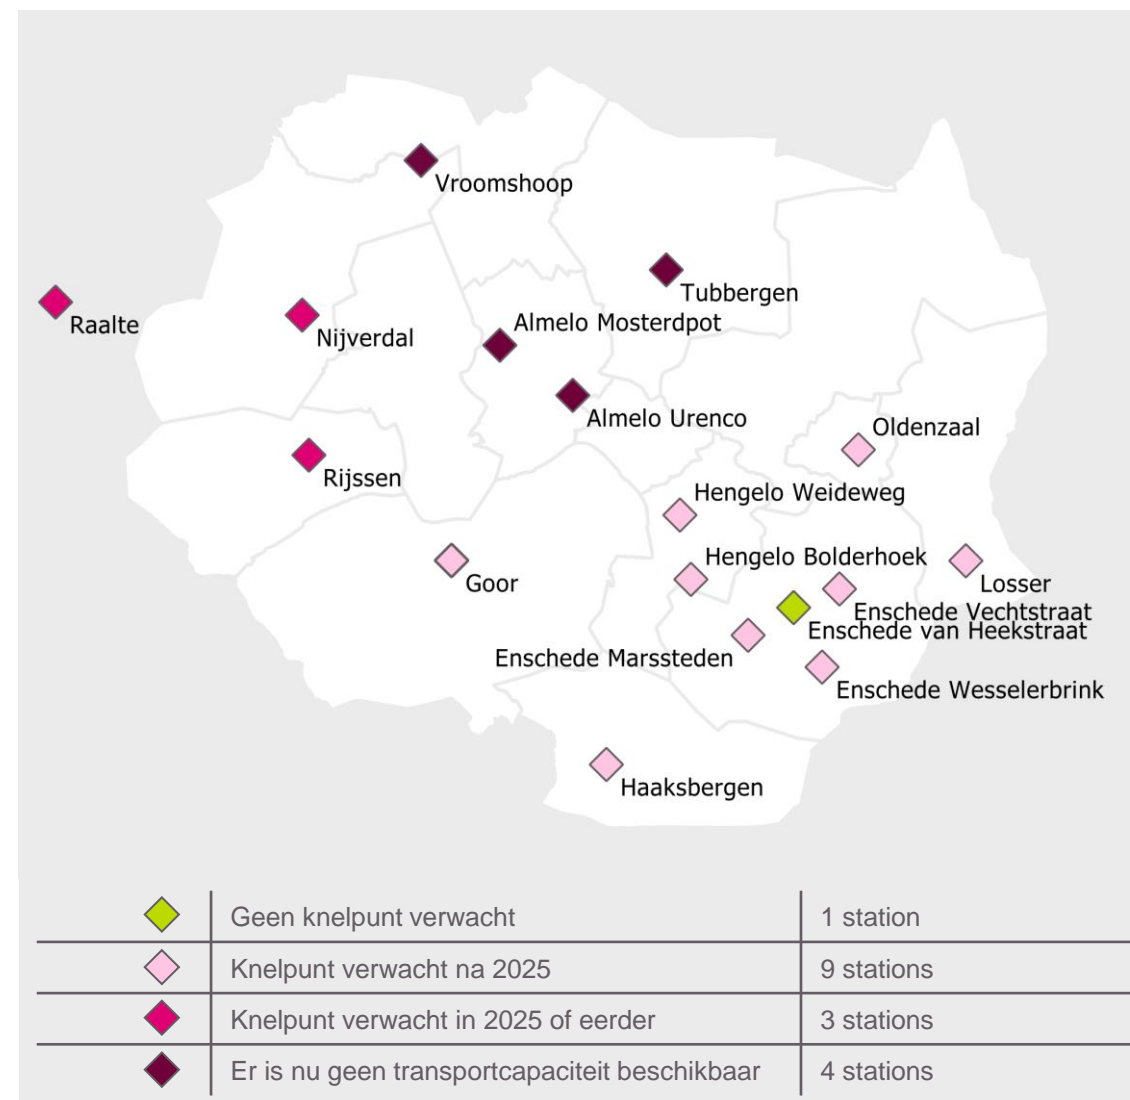 Vroomshoop
Tubbergen
Raalte
Nijverdal
Almelo Mosterdpot
Almelo Urenco
Oldenzaal
Rijssen
Hengelo Weideweg
Hengelo Bolderhoek
Goor
Losser
Enschede Vechtstraat
Enschede van Heekstraat
Enschede Marssteden
Enschede Wesselerbrink
Haaksbergen
Geen knelpunt verwacht 1 station
Knelpunt verwacht na 2025 9 stations
Knelpunt verwacht in 2025 of eerder 3 stations
Er is nu geen transportcapaciteit beschikbaar 4 stations